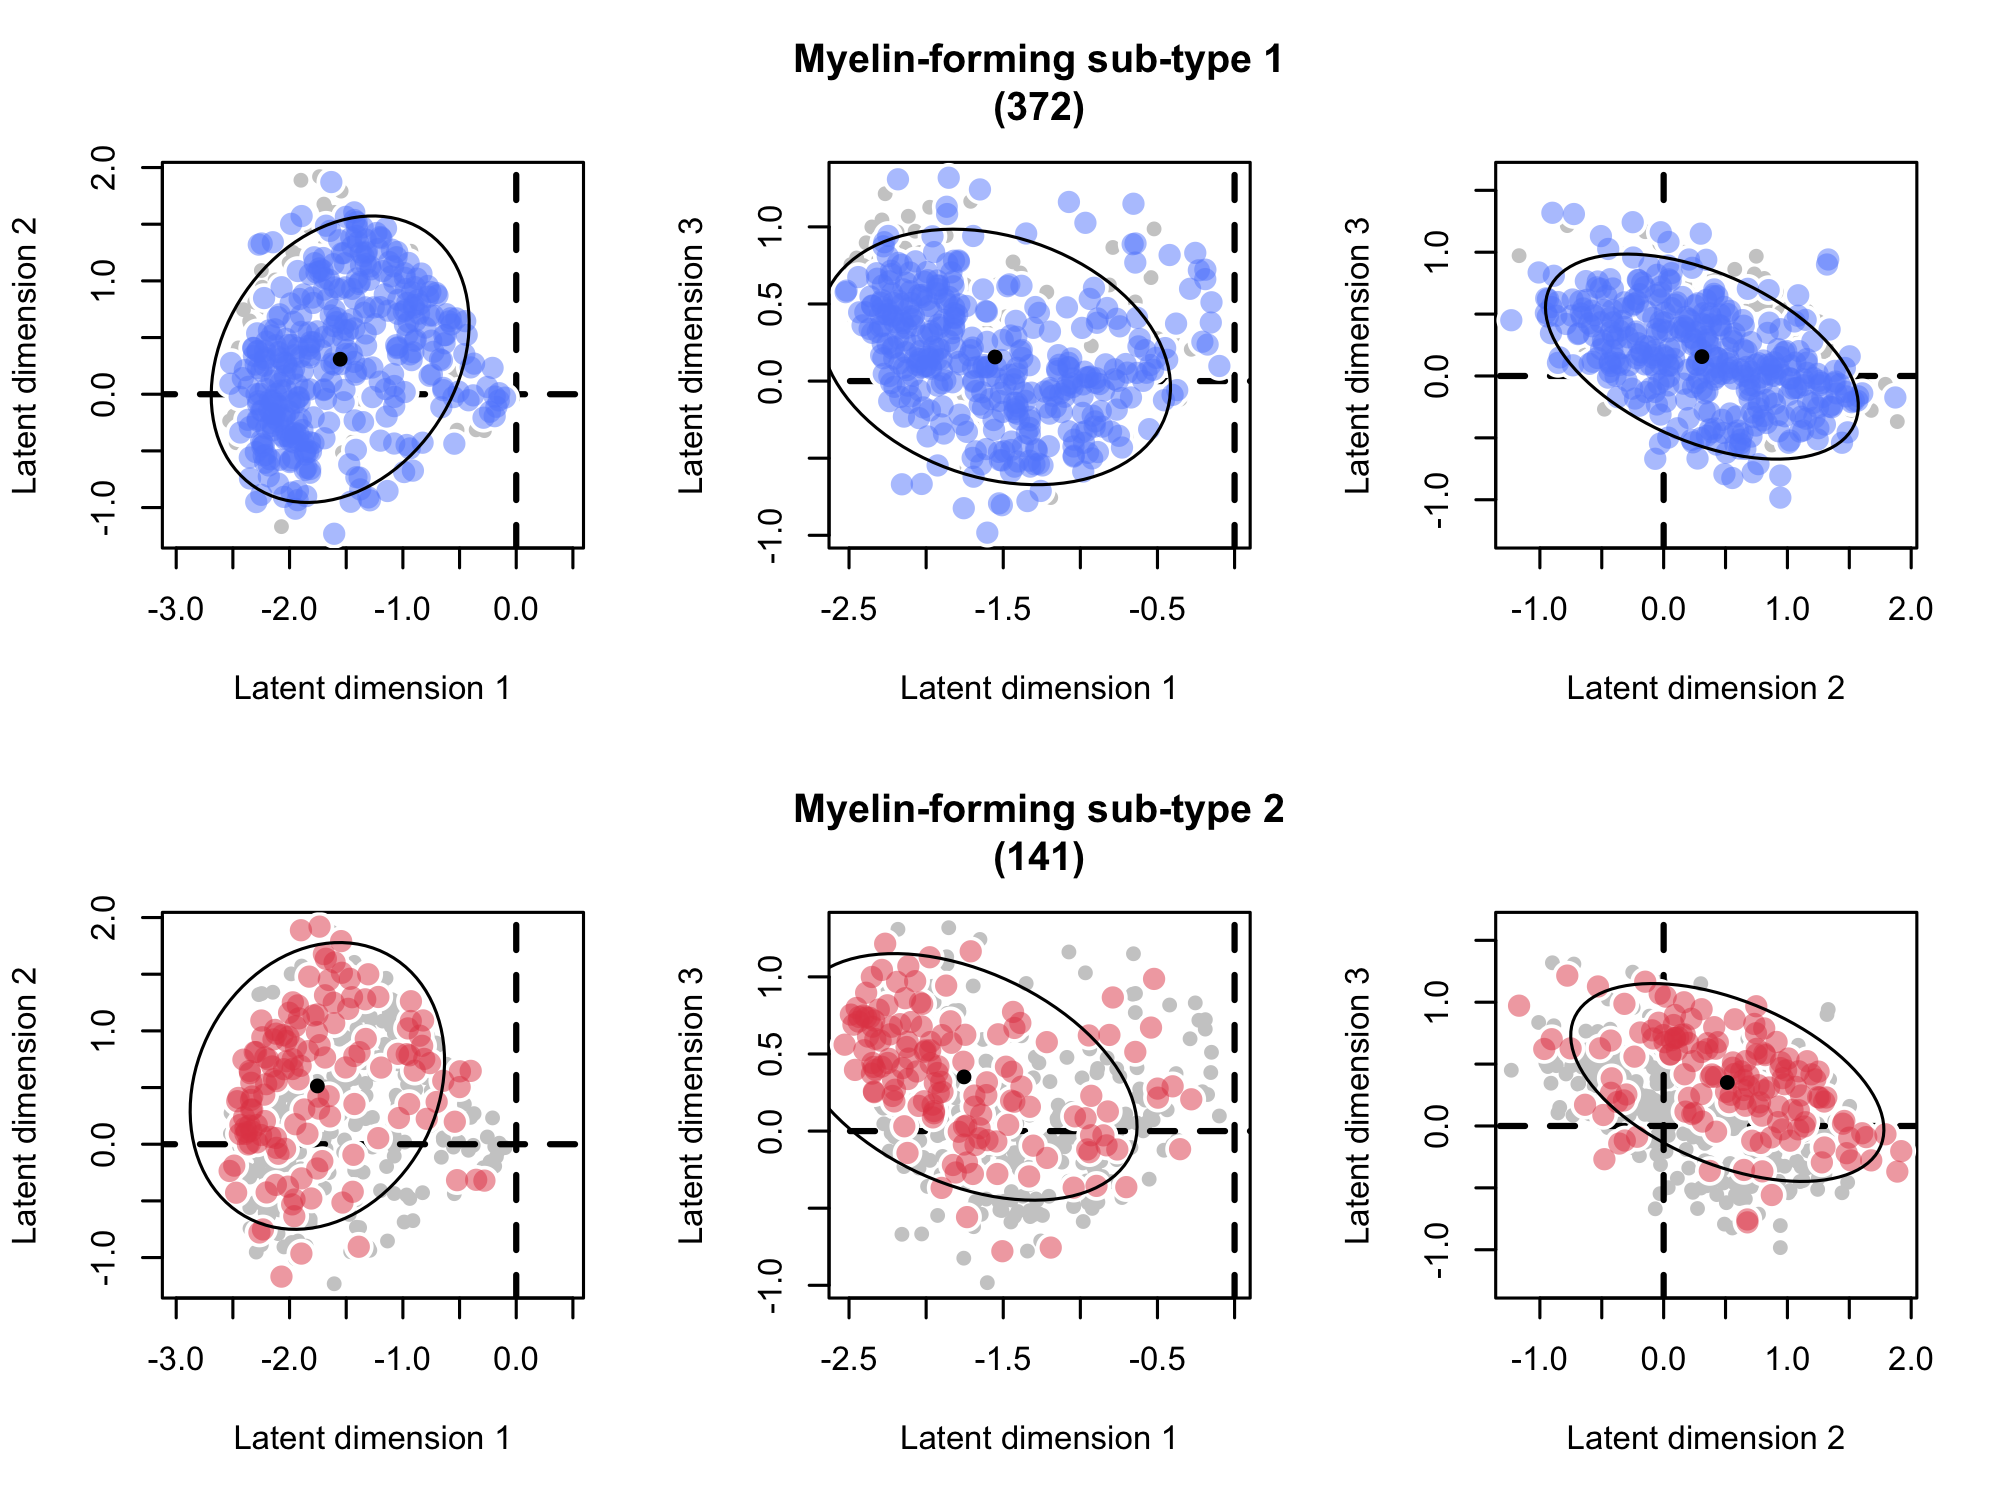 Myelin-forming sub-type 1
(372)
Latent dimension 2
2.0
1.0
0.0
-1.0
-3.0 -2.0 -1.0 0.0
Latent dimension 1
Latent dimension 3
1.0
0.5
0.0
-1.0
-2.5 -1.5 -0.5
Latent dimension 1
Latent dimension 3
1.0
0.0
-1.0
-1.0 0.0 1.0 2.0
Latent dimension 2
Myelin-forming sub-type 2
(141)
Latent dimension 2
2.0
1.0
0.0
-1.0
-3.0 -2.0 -1.0 0.0
Latent dimension 1
Latent dimension 3
1.0
0.5
0.0
-1.0
-2.5 -1.5 -0.5
Latent dimension 1
Latent dimension 3
1.0
0.0
-1.0
-1.0 0.0 1.0 2.0
Latent dimension 2